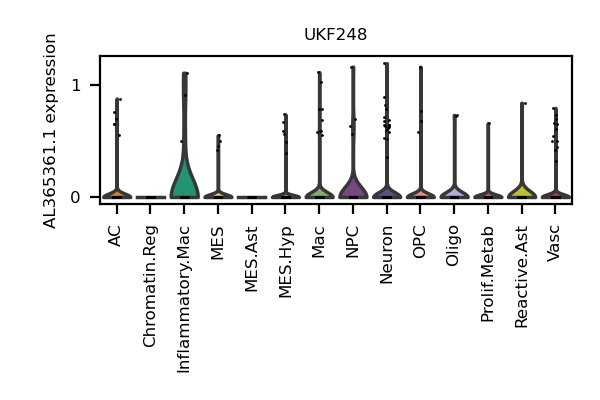 UKF248
AL365361.1 expression
1
0
AC
Chromatin.Reg
Inflammatory.Mac
MES
MES.Ast
MES.Hyp
Mac
NPC
Neuron
OPC
Oligo
Prolif.Metab
Reactive.Ast
Vasc